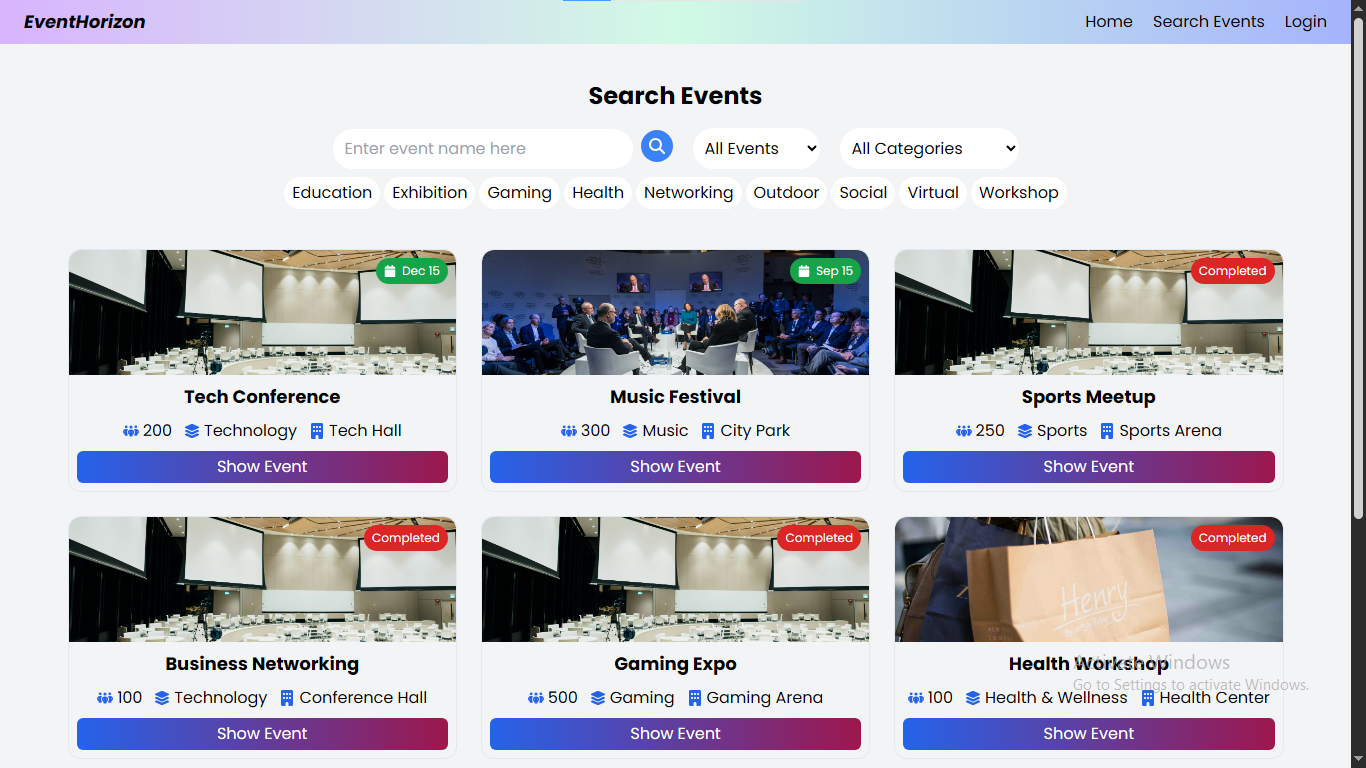 EventHorizon
Home Search Events Login
Search Events
Enter event name here All Events All Categories
Education Exhibition Gaming Health Networking Outdoor Social Virtual Workshop
Dec 15
Tech Conference
200 Technology Tech Hall
Show Event
Sep 15
Music Festival
300 Music City Park
Show Event
Completed
Sports Meetup
250 Sports Sports Arena
Show Event
Completed
Business Networking
100 Technology Conference Hall
Show Event
Completed
Gaming Expo
500 Gaming Gaming Arena
Show Event
Completed
Henry
Health Workshop
100 Health & Wellness Health Center
Show Event
Activate Windows
Go to Settings to activate Windows.